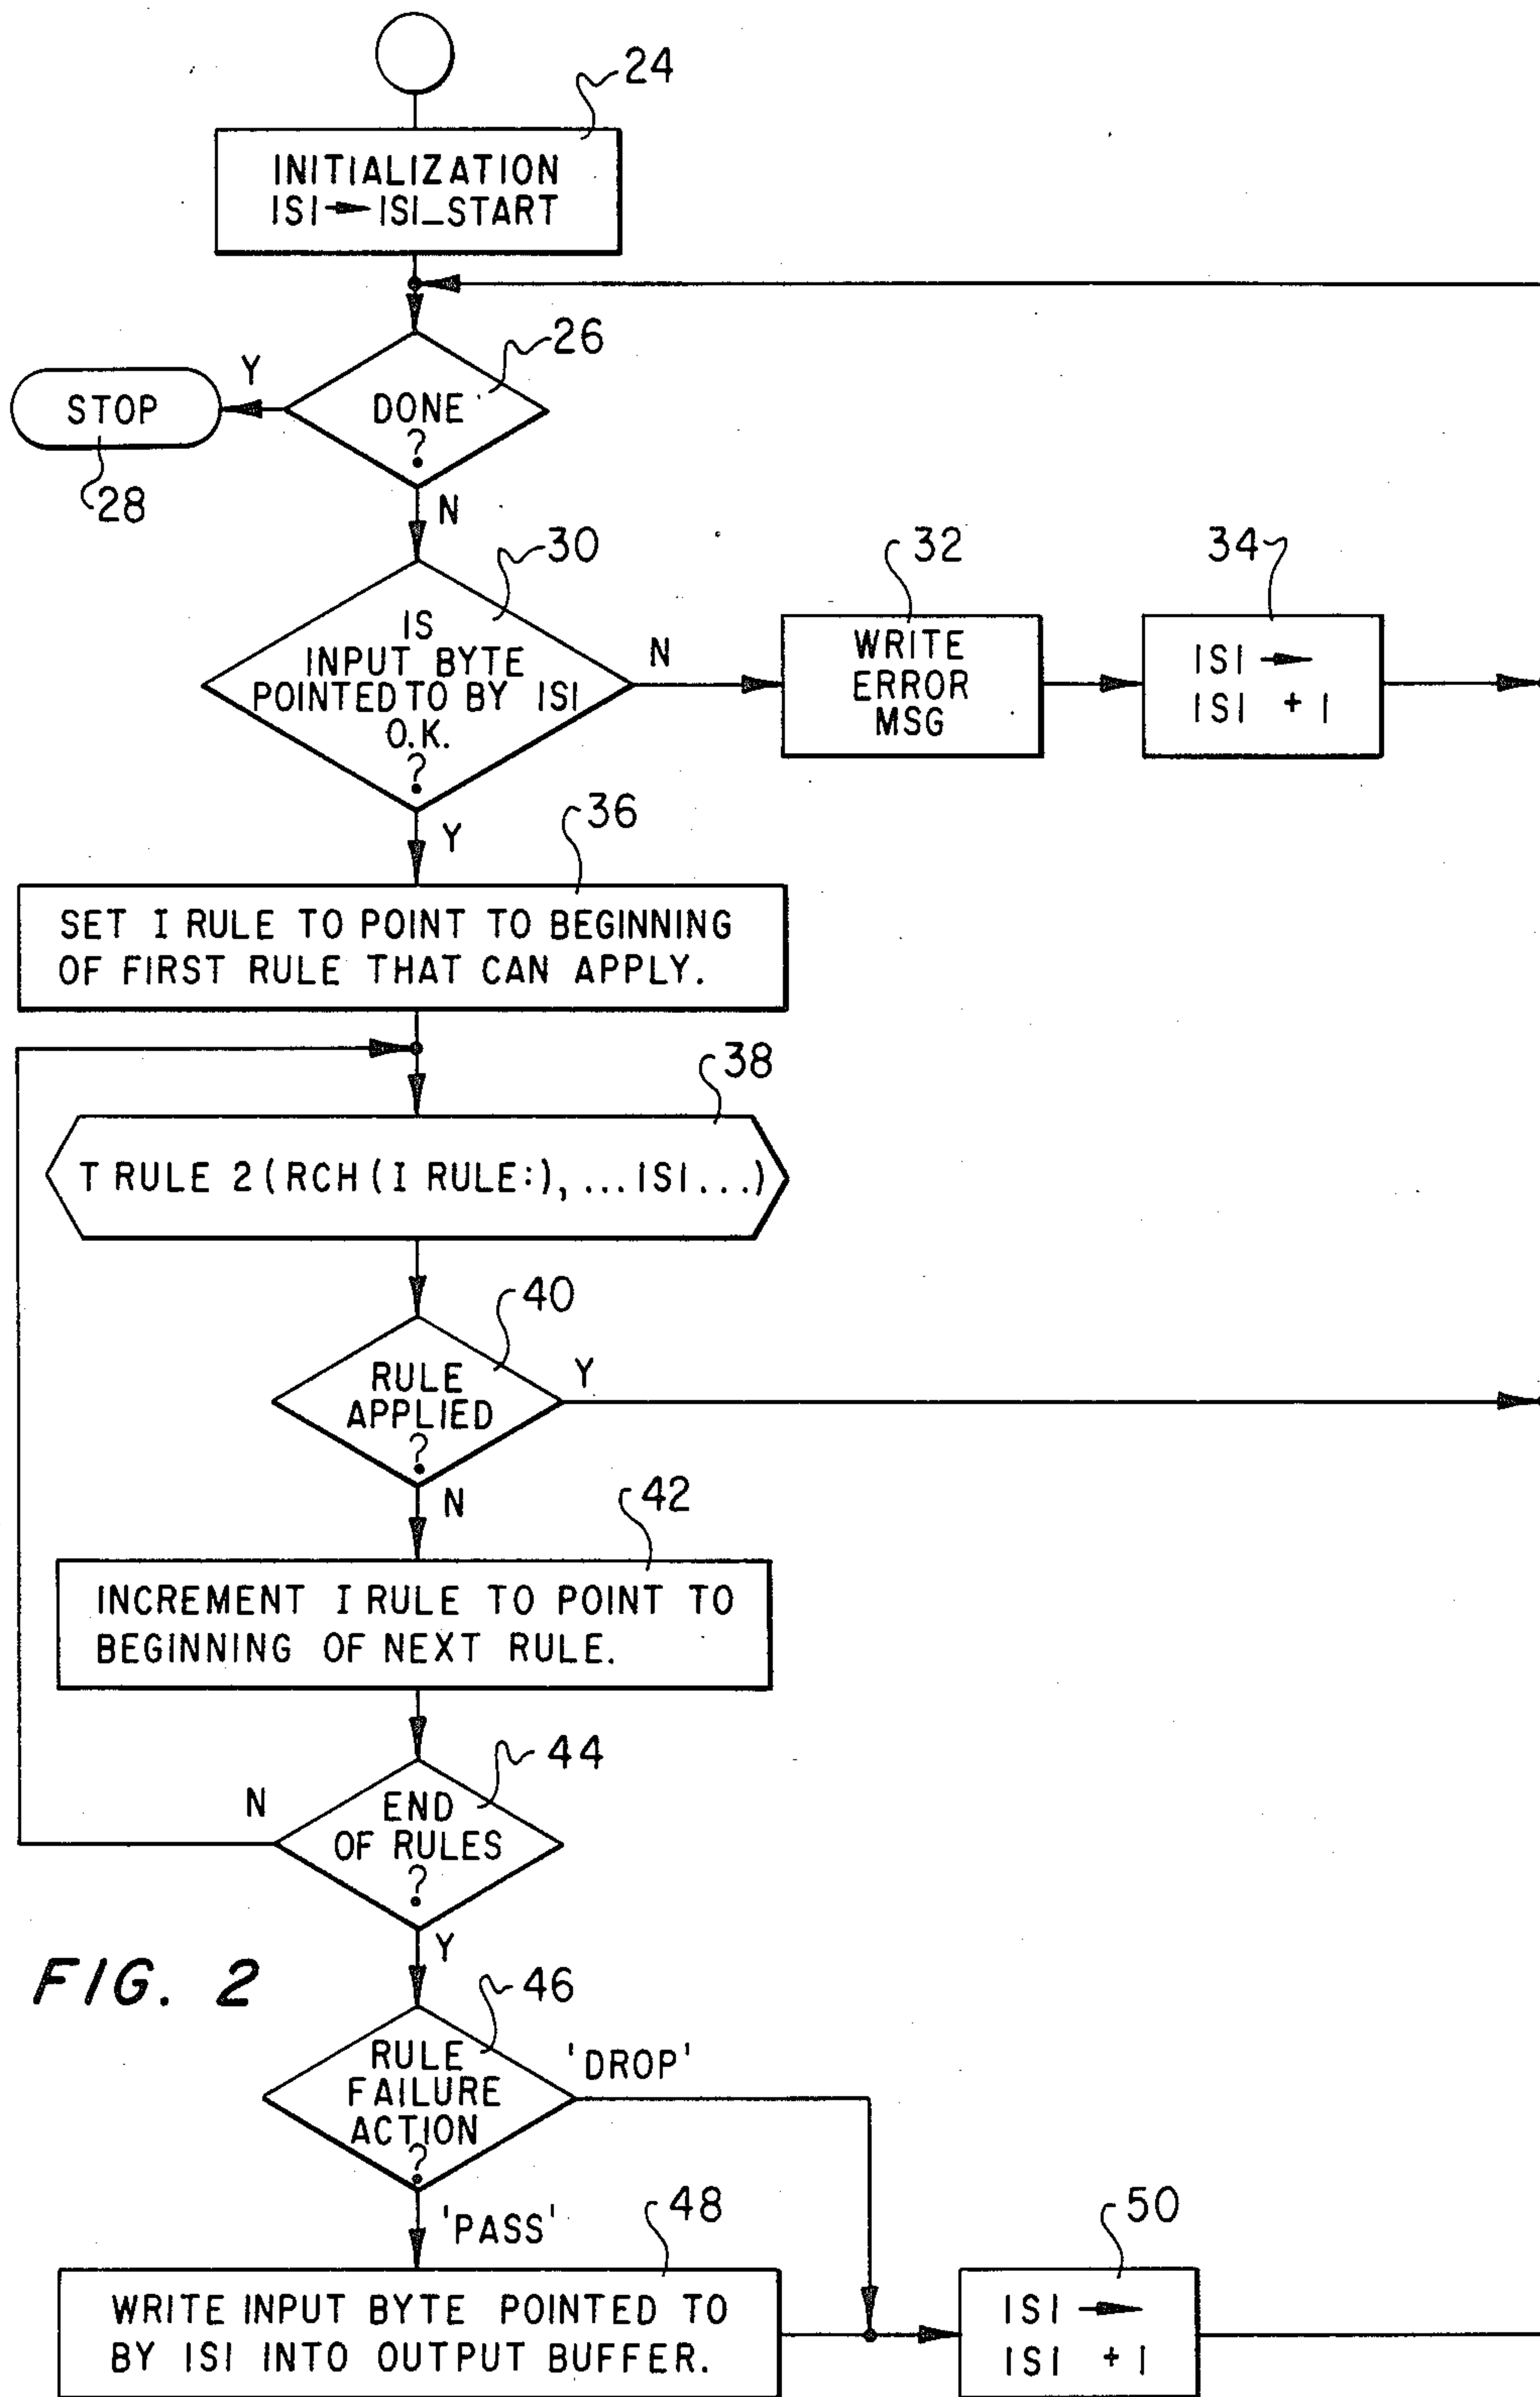 24
INITIALIZATION
ISI → ISI_START
26
Y
DONE
?
STOP
28
N
30
32
34
IS
INPUT BYTE
POINTED TO BY ISI
O.K.
?
N
WRITE
ERROR
MSG
ISI →
ISI + 1
Y
36
SET I RULE TO POINT TO BEGINNING
OF FIRST RULE THAT CAN APPLY.
38
T RULE 2 (RCH (I RULE:), ... ISI ...)
40
RULE
APPLIED
?
Y
N
42
INCREMENT I RULE TO POINT TO
BEGINNING OF NEXT RULE.
44
N
END
OF RULES
?
Y
FIG. 2
46
RULE
FAILURE
ACTION
?
'DROP'
'PASS'
48
50
WRITE INPUT BYTE POINTED TO
BY ISI INTO OUTPUT BUFFER.
ISI →
ISI + 1